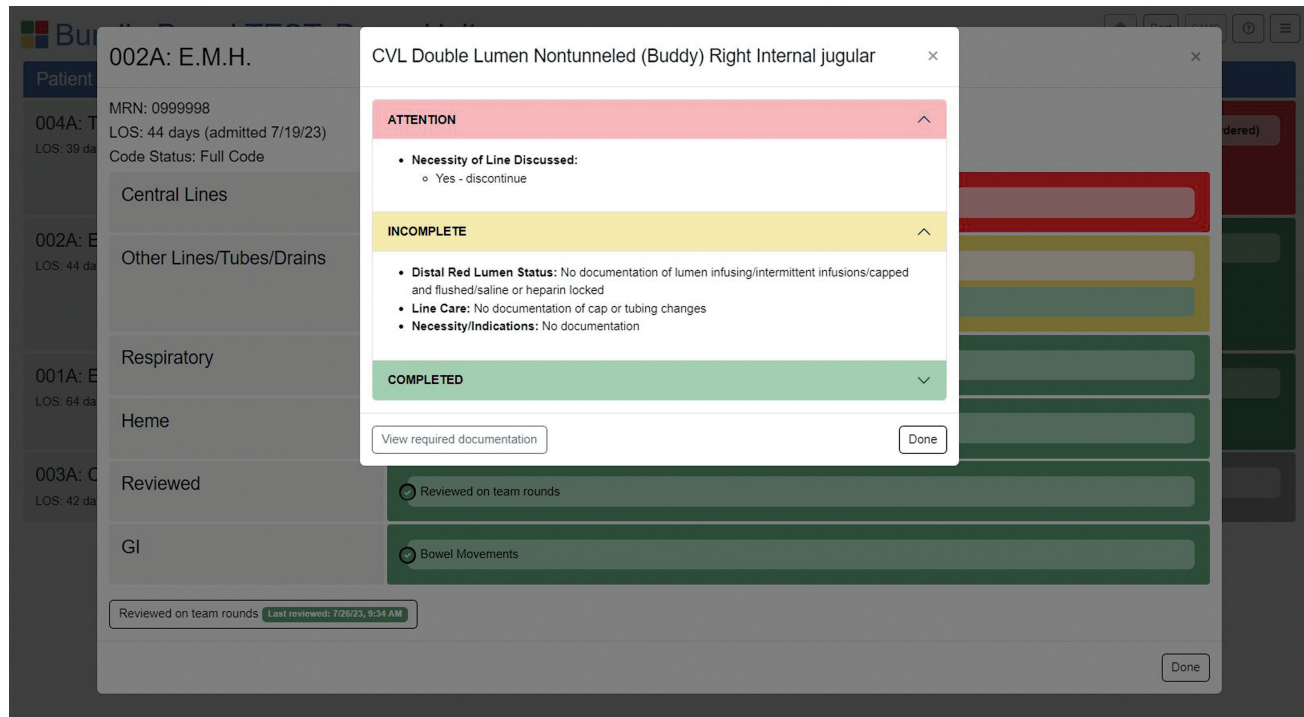 Bun
Patient
004A: T
LOS: 39 da
002A: E
LOS: 44 da
001A: E
LOS: 64 da
003A: C
LOS: 42 da
dered)
002A: E.M.H.
×
MRN: 0999998
LOS: 44 days (admitted 7/19/23)
Code Status: Full Code
Central Lines
Other Lines/Tubes/Drains
Respiratory
Heme
Reviewed
Reviewed on team rounds
GI
Bowel Movements
Reviewed on team rounds Last reviewed: 7/26/23, 9:34 AM
Done
CVL Double Lumen Nontunneled (Buddy) Right Internal jugular
×
ATTENTION
• Necessity of Line Discussed:
◦ Yes - discontinue
INCOMPLETE
• Distal Red Lumen Status: No documentation of lumen infusing/intermittent infusions/capped
and flushed/saline or heparin locked
• Line Care: No documentation of cap or tubing changes
• Necessity/Indications: No documentation
COMPLETED
View required documentation
Done